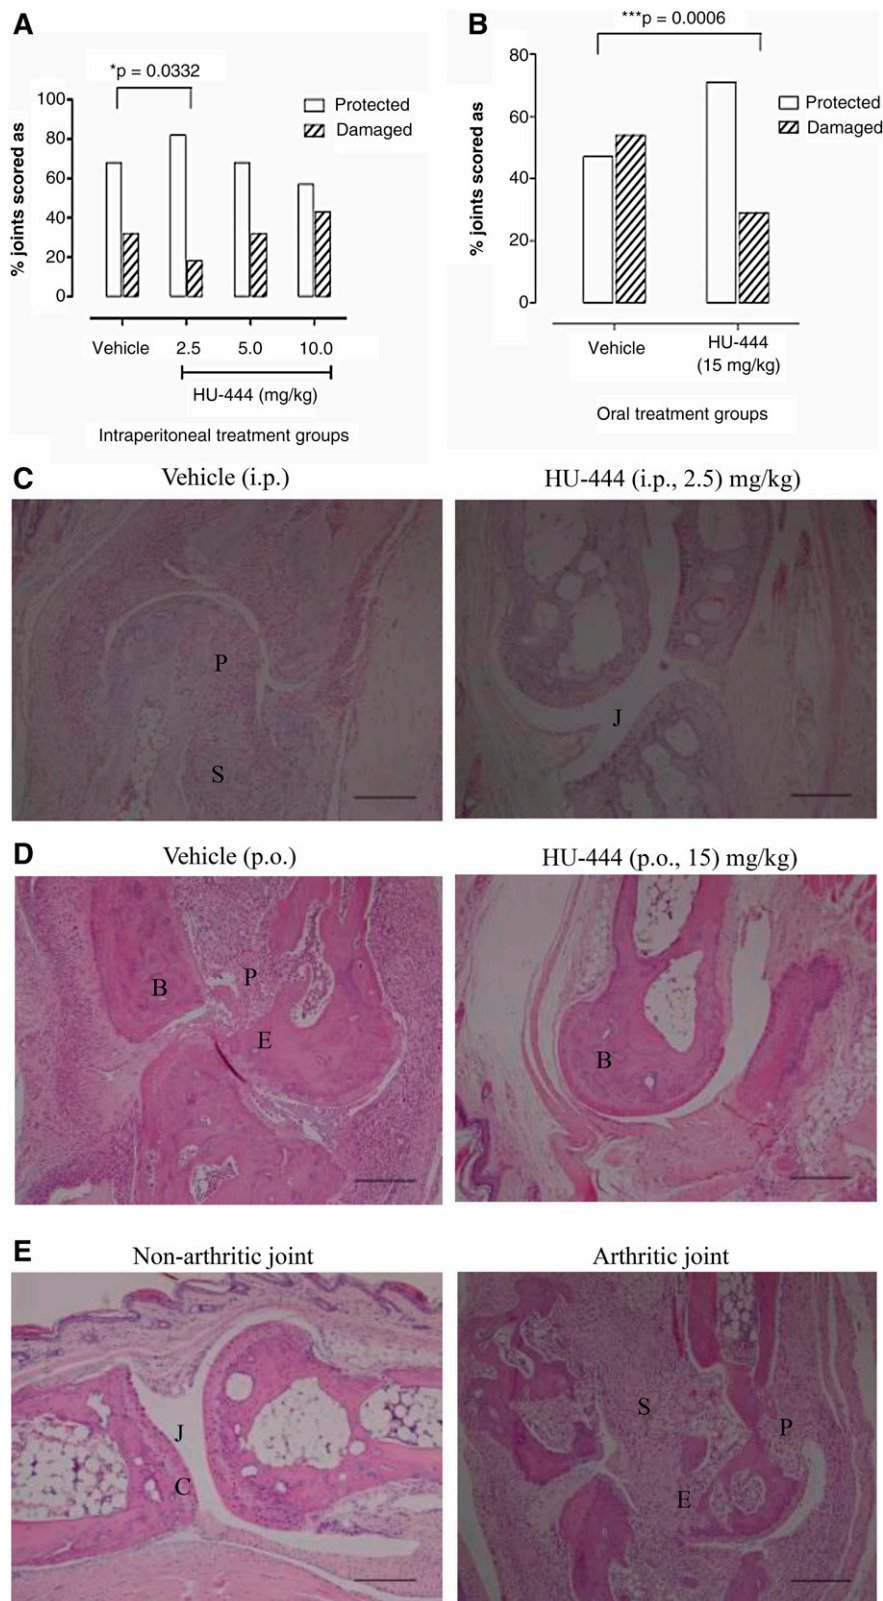 A
*p = 0.0332
% joints scored as
100
80
60
40
20
0
Protected
Damaged
Vehicle 2.5 5.0 10.0
HU-444 (mg/kg)
Intraperitoneal treatment groups
B
***p = 0.0006
% joints scored as
80
60
40
20
0
Protected
Damaged
Vehicle
HU-444
(15 mg/kg)
Oral treatment groups
C
Vehicle (i.p.)
HU-444 (i.p., 2.5) mg/kg)
P
S
J
D
Vehicle (p.o.)
HU-444 (p.o., 15) mg/kg)
B
P
E
B
E
Non-arthritic joint
Arthritic joint
J
C
S
P
E